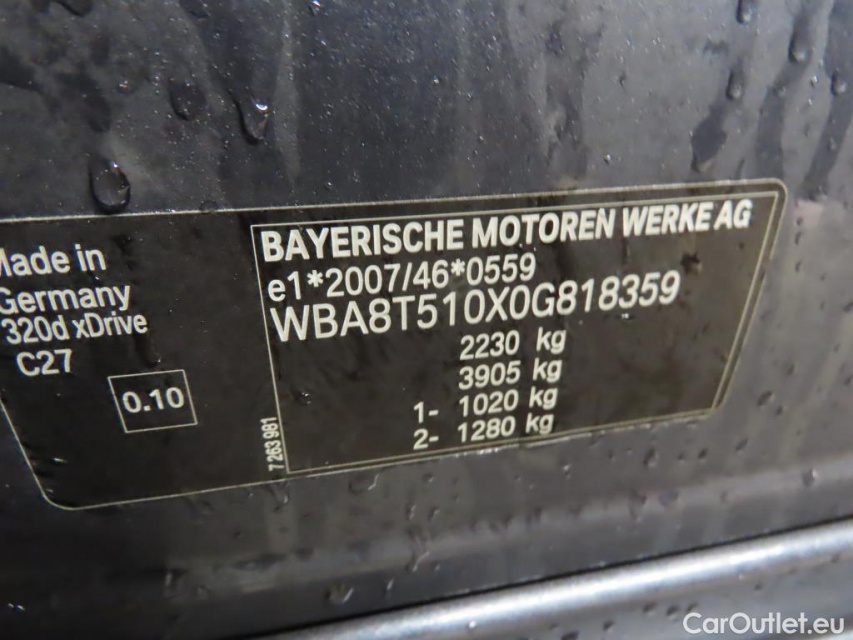 Made in
Germany
320d xDrive
C27
0.10
7 263 981
BAYERISCHE MOTOREN WERKE AG
e1*2007/46*0559
WBA8T510X0G818359
2230 kg
3905 kg
1- 1020 kg
2- 1280 kg
CarOutlet.eu